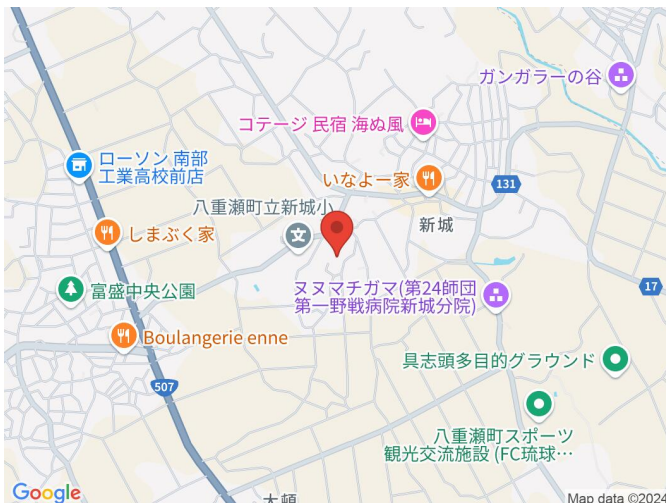 ガンガラーの谷
コテージ 民宿 海ぬ風
ローソン 南部
工業高校前店
いなよー家
131
八重瀬町立新城小
文
新城
しまぶく家
富盛中央公園
ヌヌマチガマ(第24師団
第一野戦病院新城分院)
17
Boulangerie enne
具志頭多目的グラウンド
507
八重瀬町スポーツ
観光交流施設 (FC琉球…
大頓
Google
Map data ©2024